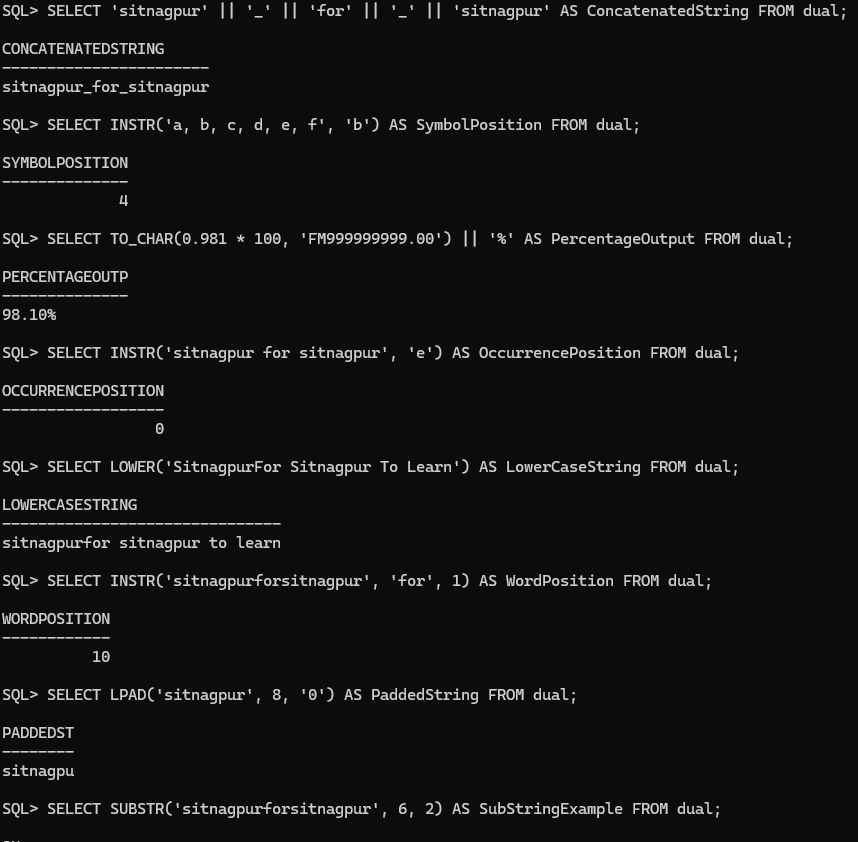 SQL> SELECT 'sitnagpur' || '_' || 'for' || '_' || 'sitnagpur' AS ConcatenatedString FROM dual;
CONCATENATEDSTRING
-----------------------
sitnagpur_for_sitnagpur
SQL> SELECT INSTR('a, b, c, d, e, f', 'b') AS SymbolPosition FROM dual;
SYMBOLPOSITION
--------------
4
SQL> SELECT TO_CHAR(0.981 * 100, 'FM999999999.00') || '%' AS PercentageOutput FROM dual;
PERCENTAGEOUTP
--------------
98.10%
SQL> SELECT INSTR('sitnagpur for sitnagpur', 'e') AS OccurrencePosition FROM dual;
OCCURRENCEPOSITION
------------------
0
SQL> SELECT LOWER('SitnagpurFor Sitnagpur To Learn') AS LowerCaseString FROM dual;
LOWERCASESTRING
-------------------------------
sitnagpurfor sitnagpur to learn
SQL> SELECT INSTR('sitnagpurforsitnagpur', 'for', 1) AS WordPosition FROM dual;
WORDPOSITION
------------
10
SQL> SELECT LPAD('sitnagpur', 8, '0') AS PaddedString FROM dual;
PADDEDST
--------
sitnagpu
SQL> SELECT SUBSTR('sitnagpurforsitnagpur', 6, 2) AS SubStringExample FROM dual;